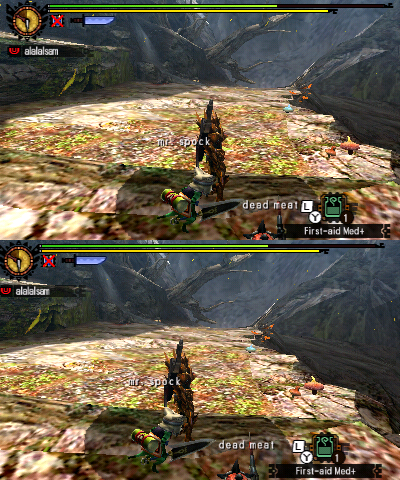 alalalsam
mr. spock
dead meat
L
Y
1
First-aid Med+
alalalsam
mr. spock
dead meat
L
Y
1
First-aid Med+